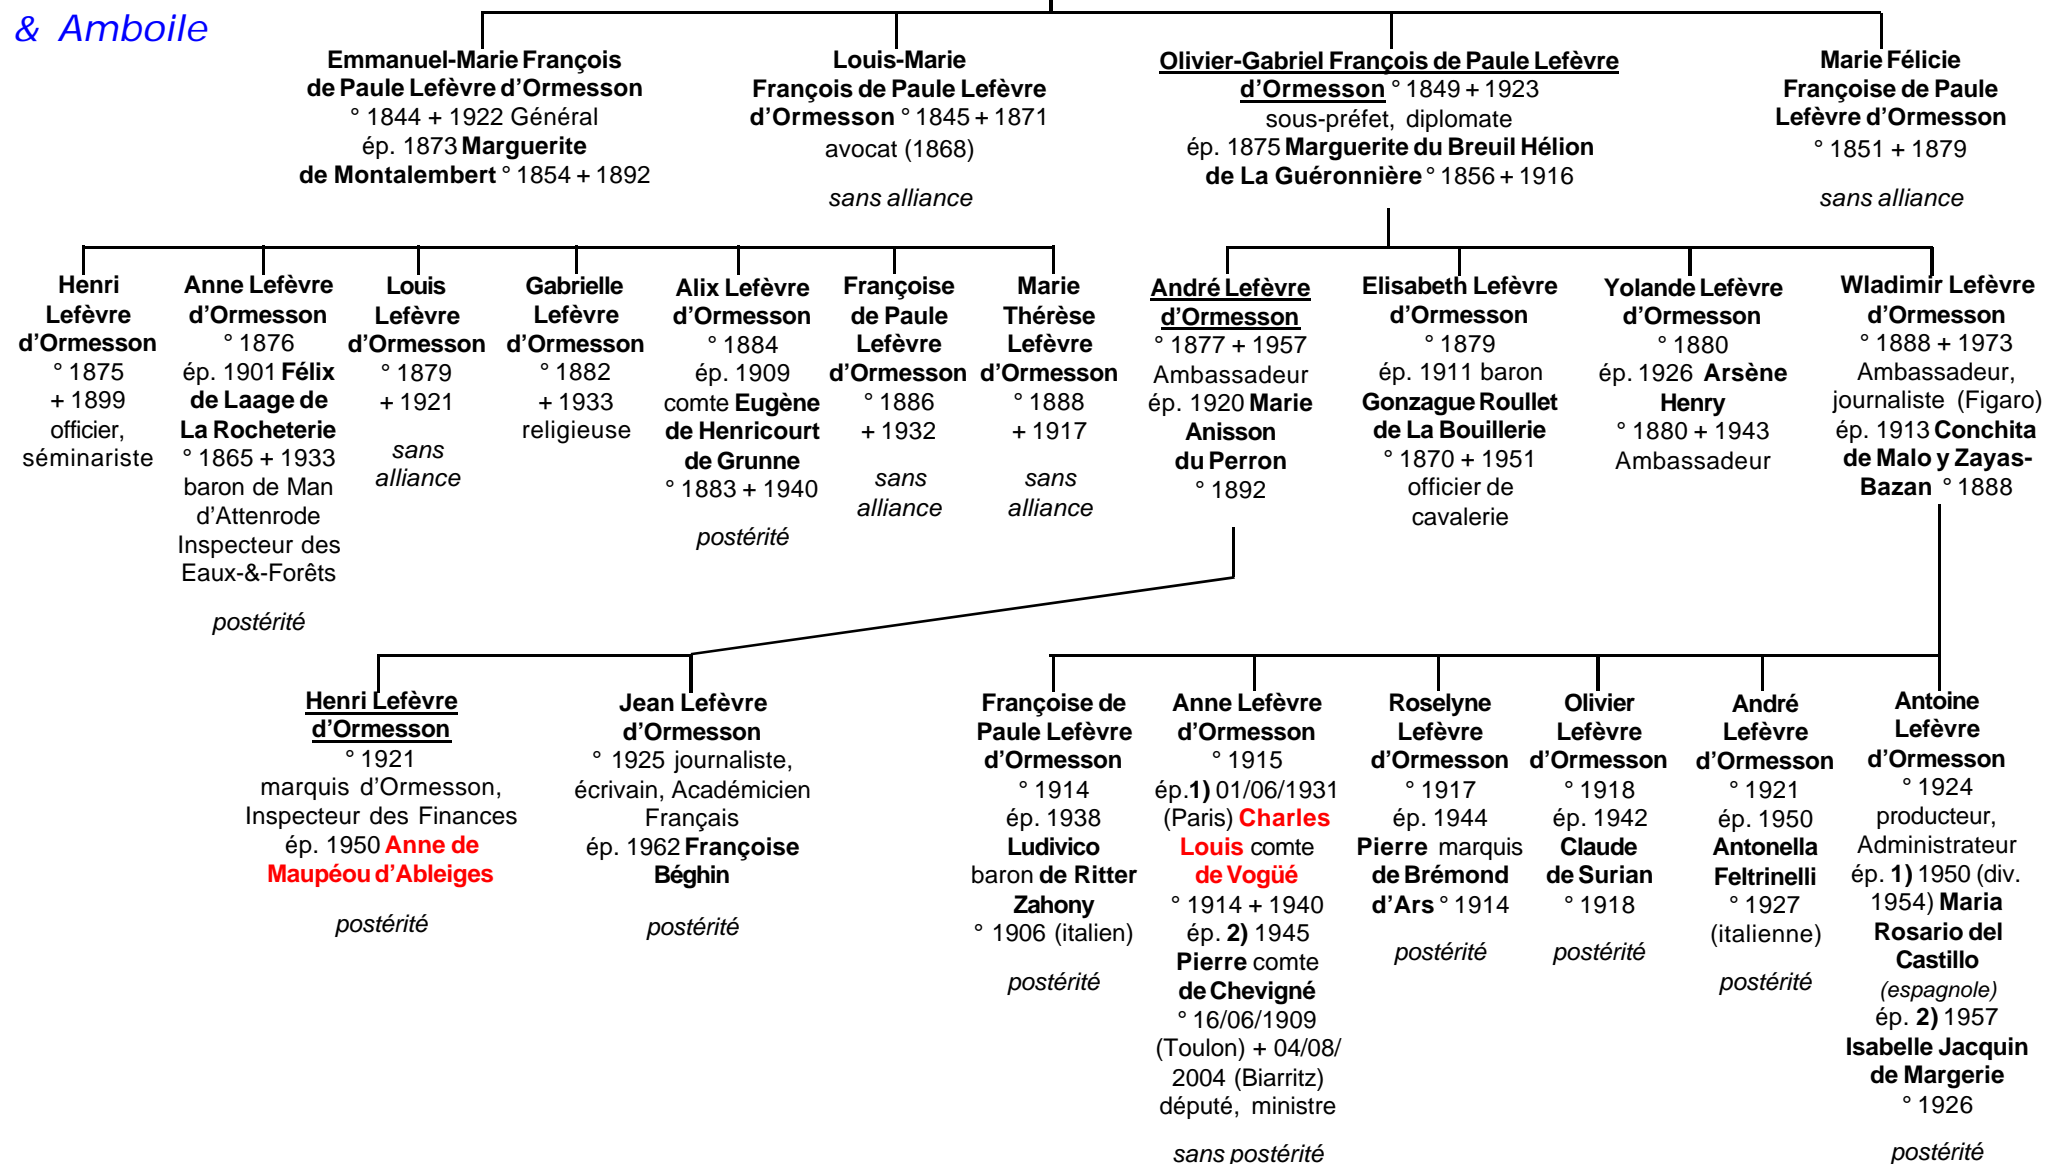 & Amboile
Emmanuel-Marie François
de Paule Lefèvre d’Ormesson
° 1844 + 1922 Général
ép. 1873 Marguerite
de Montalembert ° 1854 + 1892
Louis-Marie
François de Paule Lefèvre
d’Ormesson ° 1845 + 1871
avocat (1868)
sans alliance
Olivier-Gabriel François de Paule Lefèvre
d’Ormesson ° 1849 + 1923
sous-préfet, diplomate
ép. 1875 Marguerite du Breuil Hélion
de La Guéronnière ° 1856 + 1916
Marie Félicie
Françoise de Paule
Lefèvre d’Ormesson
° 1851 + 1879
sans alliance
Henri
Lefèvre
d’Ormesson
° 1875
+ 1899
officier,
séminariste
Anne Lefèvre
d’Ormesson
° 1876
ép. 1901 Félix
de Laage de
La Rocheterie
° 1865 + 1933
baron de Man
d’Attenrode
Inspecteur des
Eaux-&-Forêts
postérité
Louis
Lefèvre
d’Ormesson
° 1879
+ 1921
sans
alliance
Gabrielle
Lefèvre
d’Ormesson
° 1882
+ 1933
religieuse
Alix Lefèvre
d’Ormesson
° 1884
ép. 1909
comte Eugène
de Henricourt
de Grunne
° 1883 + 1940
postérité
Françoise
de Paule
Lefèvre
d’Ormesson
° 1886
+ 1932
sans
alliance
Marie
Thérèse
Lefèvre
d’Ormesson
° 1888
+ 1917
sans
alliance
André Lefèvre
d’Ormesson
° 1877 + 1957
Ambassadeur
ép. 1920 Marie
Anisson
du Perron
° 1892
Elisabeth Lefèvre
d’Ormesson
° 1879
ép. 1911 baron
Gonzague Roullet
de La Bouillerie
° 1870 + 1951
officier de
cavalerie
Yolande Lefèvre
d’Ormesson
° 1880
ép. 1926 Arsène
Henry
° 1880 + 1943
Ambassadeur
Wladimir Lefèvre
d’Ormesson
° 1888 + 1973
Ambassadeur,
journaliste (Figaro)
ép. 1913 Conchita
de Malo y Zayas-
Bazan ° 1888
Henri Lefèvre
d’Ormesson
° 1921
marquis d’Ormesson,
Inspecteur des Finances
ép. 1950 Anne de
Maupéou d’Ableiges
postérité
Jean Lefèvre
d’Ormesson
° 1925 journaliste,
écrivain, Académicien
Français
ép. 1962 Françoise
Béghin
postérité
Françoise de
Paule Lefèvre
d’Ormesson
° 1914
ép. 1938
Ludivico
baron de Ritter
Zahony
° 1906 (italien)
postérité
Anne Lefèvre
d’Ormesson
° 1915
ép.1) 01/06/1931
(Paris) Charles
Louis comte
de Vogüé
° 1914 + 1940
ép. 2) 1945
Pierre comte
de Chevigné
° 16/06/1909
(Toulon) + 04/08/
2004 (Biarritz)
député, ministre
sans postérité
Roselyne
Lefèvre
d’Ormesson
° 1917
ép. 1944
Pierre marquis
de Brémond
d’Ars ° 1914
postérité
Olivier
Lefèvre
d’Ormesson
° 1918
ép. 1942
Claude
de Surian
° 1918
postérité
André
Lefèvre
d’Ormesson
° 1921
ép. 1950
Antonella
Feltrinelli
° 1927
(italienne)
postérité
Antoine
Lefèvre
d’Ormesson
° 1924
producteur,
Administrateur
ép. 1) 1950 (div.
1954) Maria
Rosario del
Castillo
(espagnole)
ép. 2) 1957
Isabelle Jacquin
de Margerie
° 1926
postérité